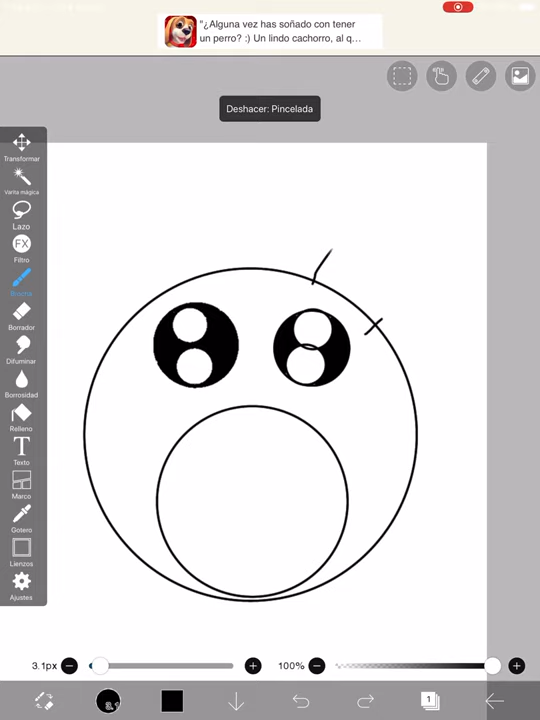 "¿Alguna vez has soñado con tener
un perro? :) Un lindo cachorro, al q...
Deshacer: Pincelada
Transformar
Varita mágica
Lazo
FX
Filtro
Brocha
Borrador
Difuminar
Borrosidad
Relleno
T
Texto
Marco
Gotero
Lienzos
Ajustes
3.1px
100%
1